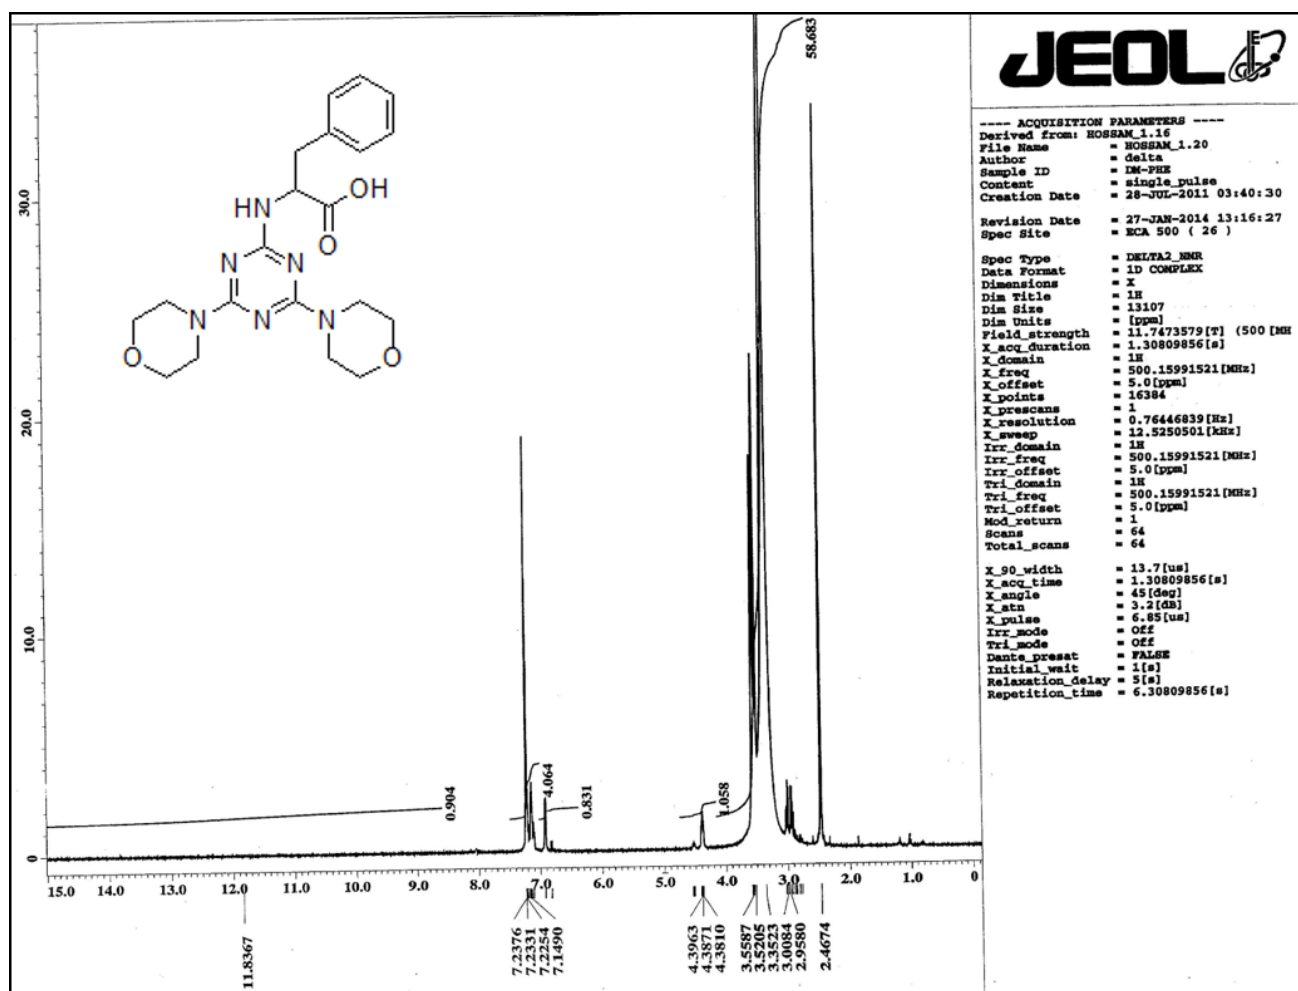 JEOL
---- ACQUISITION PARAMETERS ----
Derived from: HOSSAM_1.16
File Name = HOSSAM_1.20
Author = delta
Sample ID = DM-PHE
Content = single_pulse
Creation Date = 28-JUL-2011 03:40:30
Revision Date = 27-JAN-2014 13:16:27
Spec Site = ECA 500 ( 26 )
Spec Type = DELTA2_NMR
Data Format = 1D COMPLEX
Dimensions = X
Dim Title = 1H
Dim Size = 13107
Dim Units = [ppm]
Field_strength = 11.7473579[T] (500[MH
X_acq_duration = 1.30809856[s]
X_domain = 1H
X_freq = 500.15991521[MHz]
X_offset = 5.0[ppm]
X_points = 16384
X_prescans = 1
X_resolution = 0.76446839[Hz]
X_sweep = 12.5250501[kHz]
Irr_domain = 1H
Irr_freq = 500.15991521[MHz]
Irr_offset = 5.0[ppm]
Tri_domain = 1H
Tri_freq = 500.15991521[MHz]
Tri_offset = 5.0[ppm]
Mod_return = 1
Scans = 64
Total_scans = 64
X_90_width = 13.7[us]
X_acq_time = 1.30809856[s]
X_angle = 45[deg]
X_atn = 3.2[dB]
X_pulse = 6.85[us]
Irr_mode = Off
Tri_mode = Off
Dante_presat = FALSE
Initial_wait = 1[s]
Relaxation_delay = 5[s]
Repetition_time = 6.30809856[s]
OH
HN
O
N N
N N N
O O
30.0
20.0
10.0
0
0.904
4.064
0.831
1.058
58.683
15.0 14.0 13.0 12.0 11.0 10.0 9.0 8.0 7.0 6.0 5.0 4.0 3.0 2.0 1.0 0
11.8367
7.2376
7.2331
7.2254
7.1490
4.3963
4.3871
4.3810
3.5587
3.5205
3.3523
3.0084
2.9580
2.4674